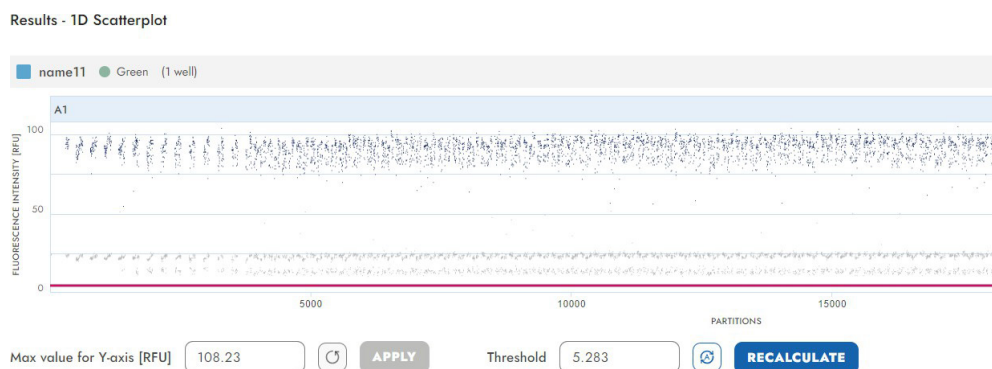 Results - 1D Scatterplot
name11 Green (1 well)
A1
FLUORESCENCE INTENSITY [RFU]
100
50
0
5000 10000 15000
PARTITIONS
Max value for Y-axis [RFU] 108.23 APPLY Threshold 5.283 A RECALCULATE